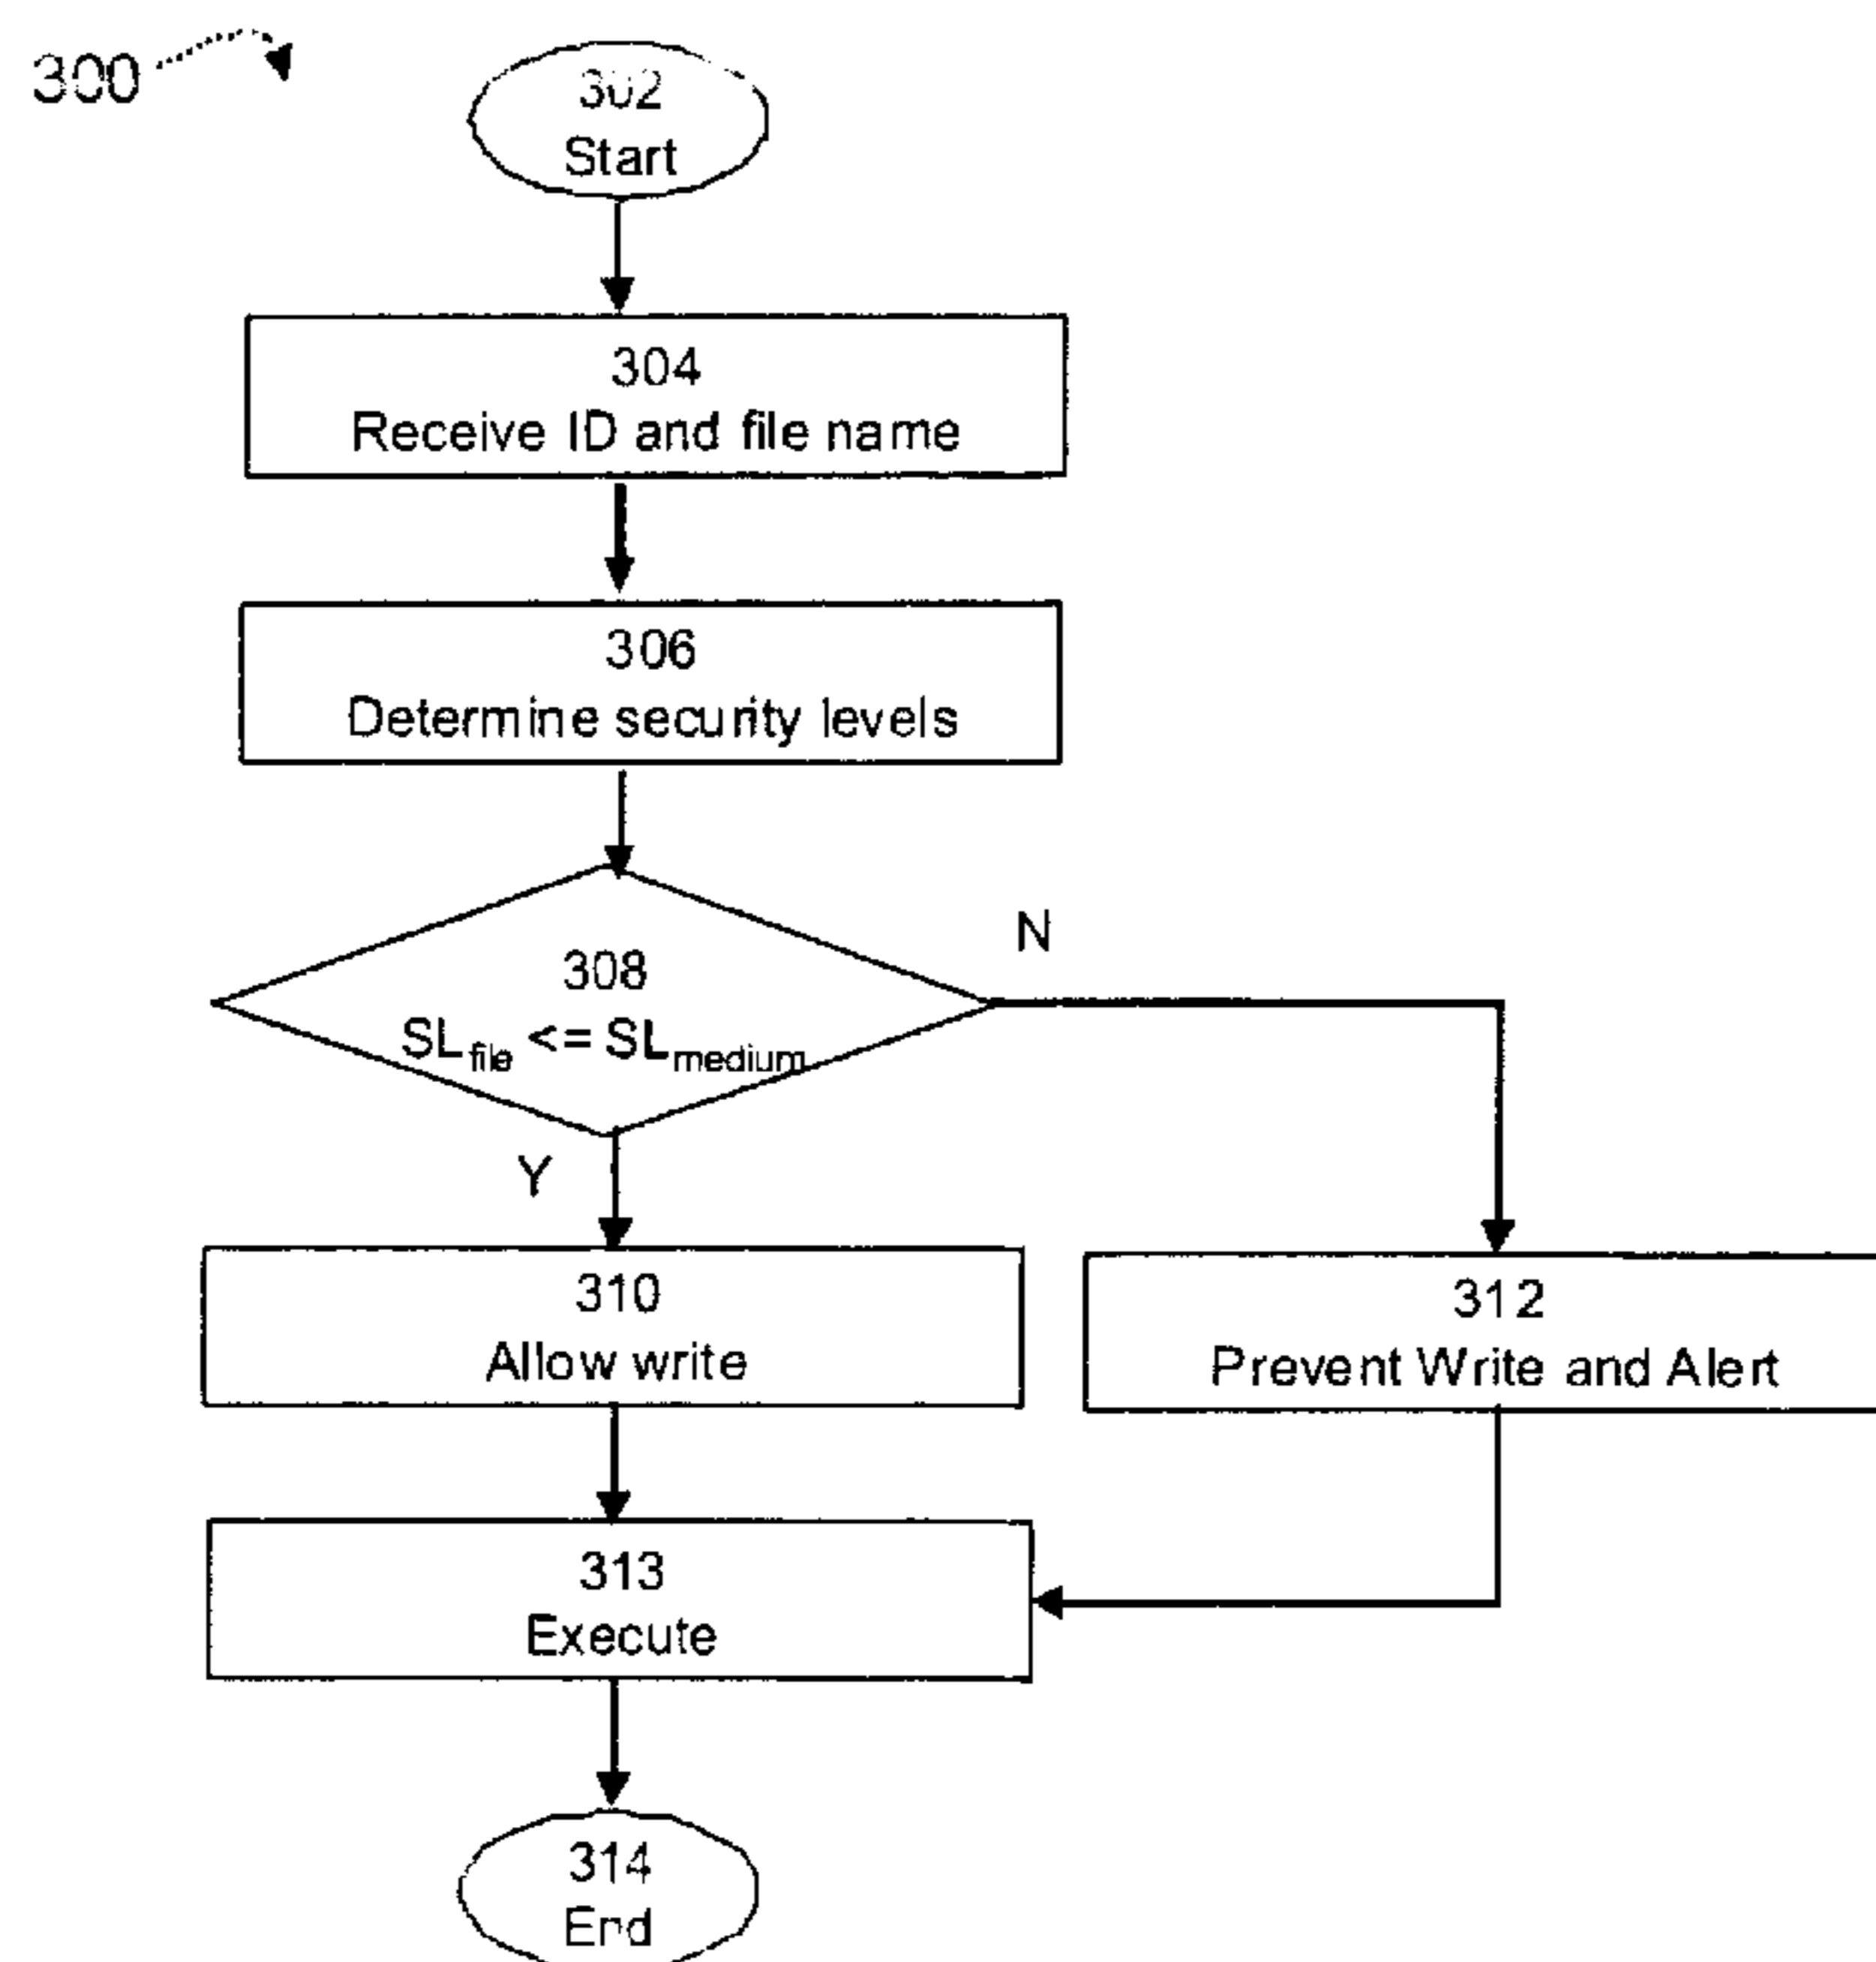 300
302
Start
304
Receive ID and file name
306
Determine security levels
N
308
SLfile <= SLmedium
Y
310
Allow write
312
Prevent Write and Alert
313
Execute
314
End